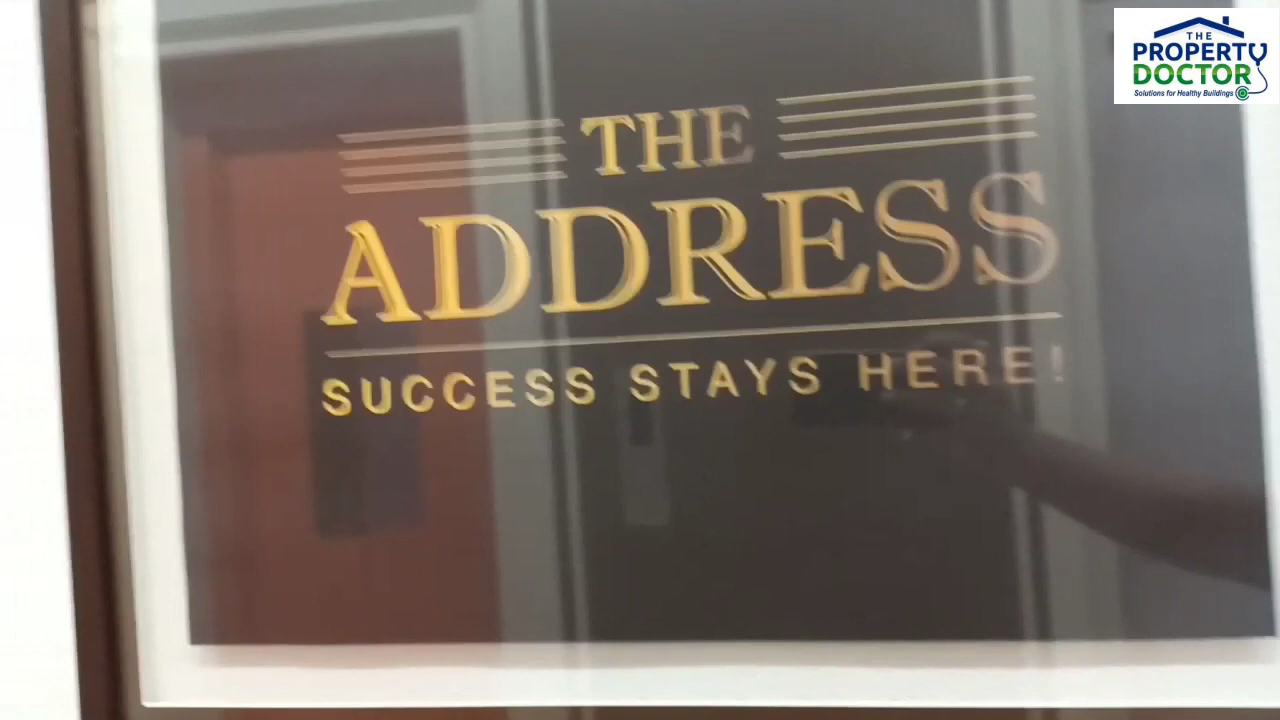 THE
ADDRESS
SUCCESS STAYS HERE!
THE
PROPERTY
DOCTOR
Solutions for Healthy Buildings